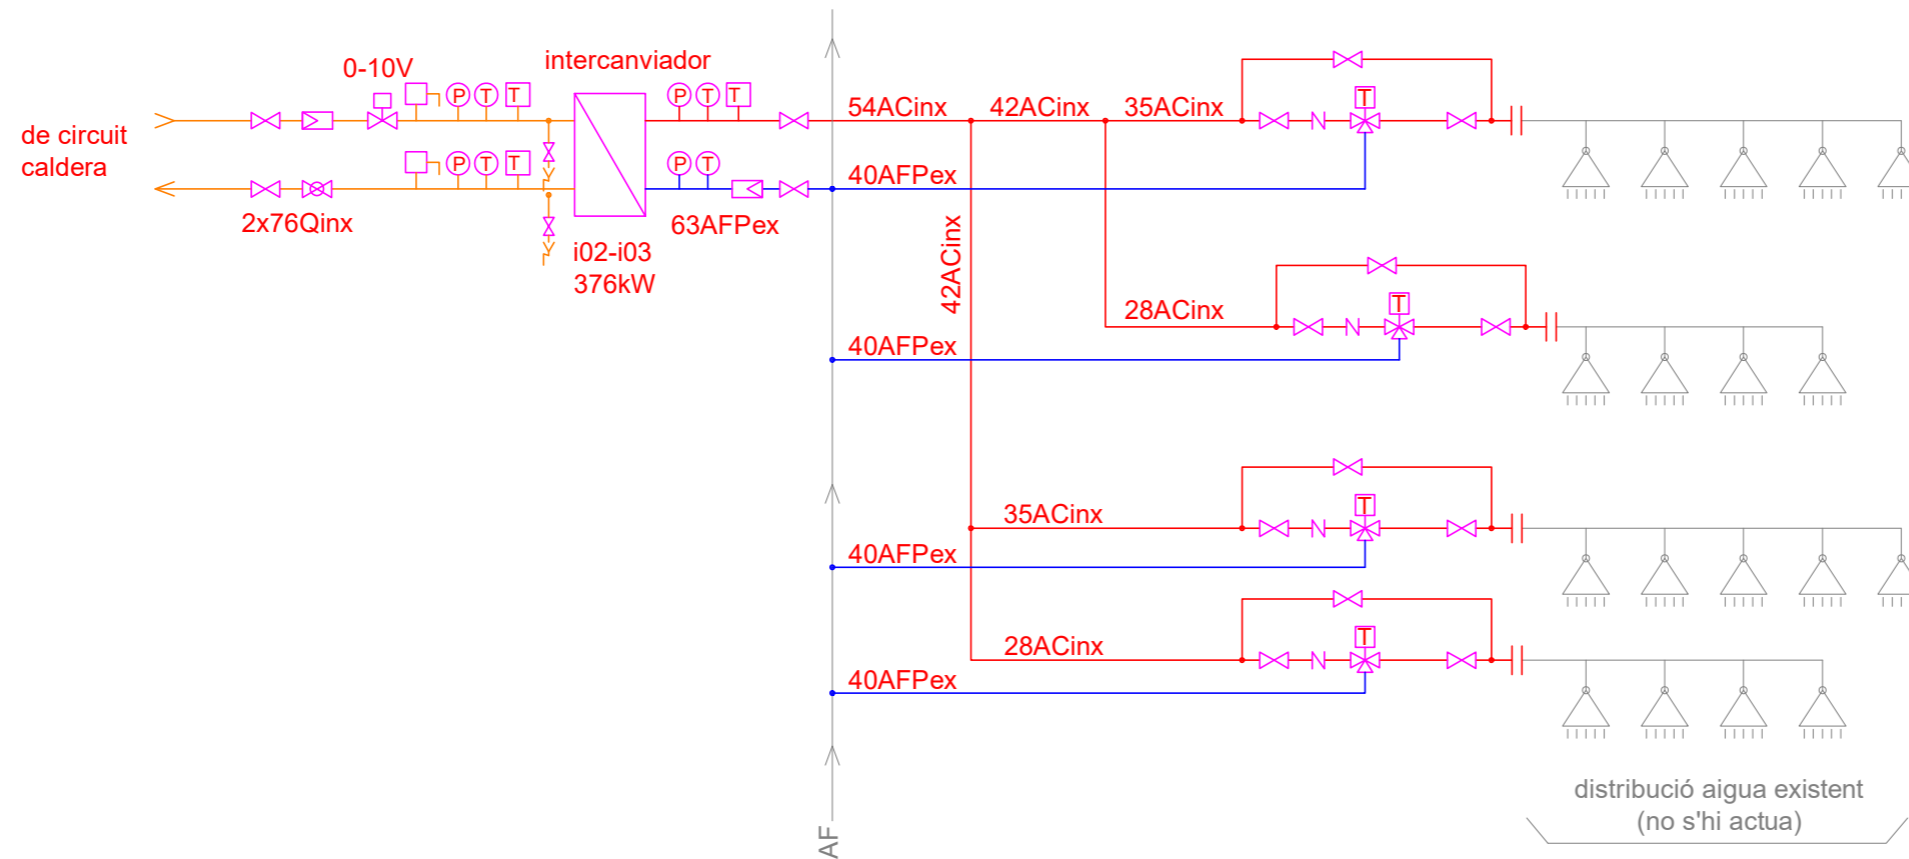 0-10V
intercanviador
P T T
P T T
T
de circuit
caldera
54ACinx
42ACinx
35ACinx
P T T
P T
40AFPex
2x76Qinx
63AFPex
i02-i03
376kW
42ACinx
T
28ACinx
40AFPex
T
35ACinx
40AFPex
T
28ACinx
40AFPex
distribució aigua existent
(no s'hi actua)
AF